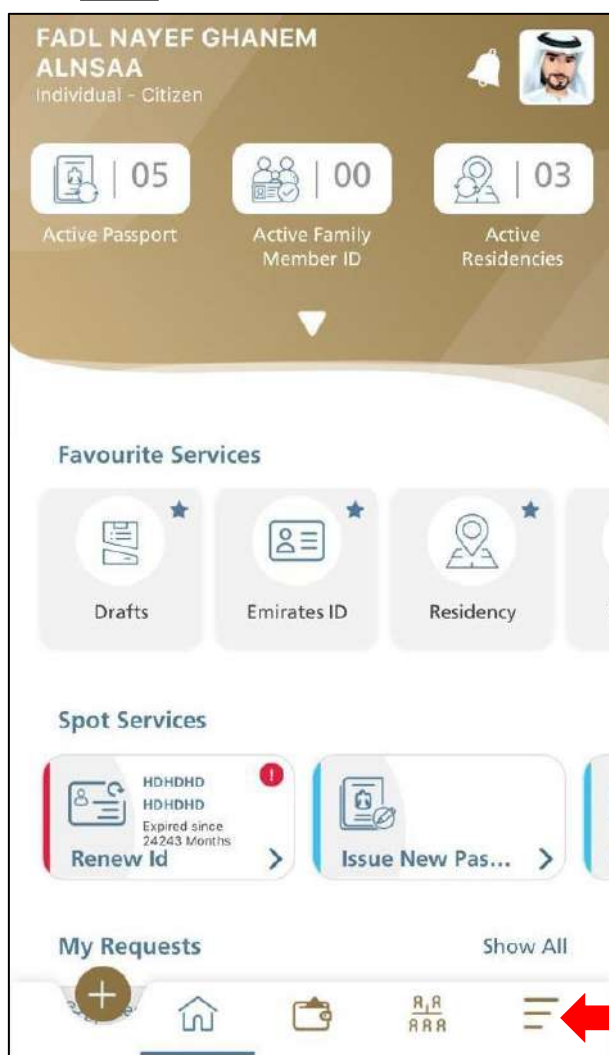 FADL NAYEF GHANEM
ALNSAA
Individual - Citizen
05
00
03
Active Passport
Active Family
Member ID
Active
Residencies
Favourite Services
Drafts
Emirates ID
Residency
Spot Services
HDHDHD
HDHDHD
Expired since
24243 Months
Renew Id
Issue New Pas...
My Requests
Show All